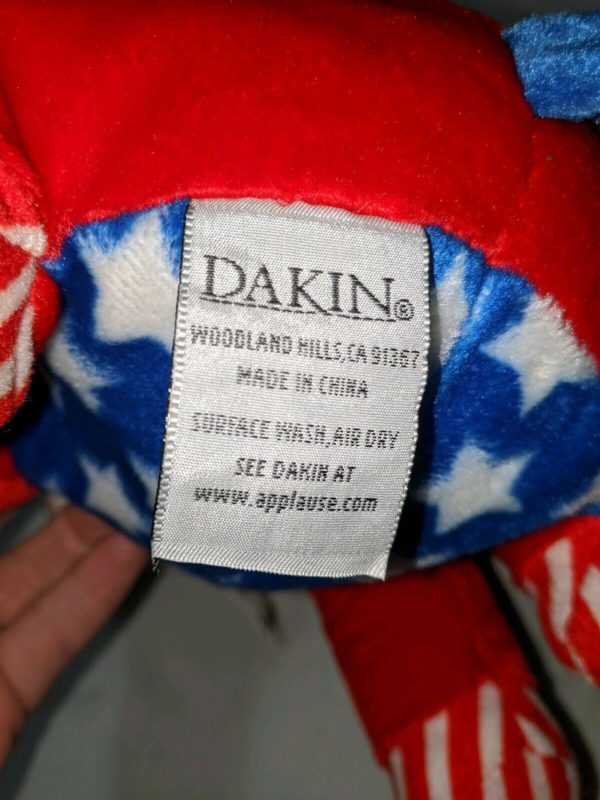 DAKIN®
WOODLAND HILLS, CA 91367
MADE IN CHINA
SURFACE WASH, AIR DRY
SEE DAKIN AT
www.applause.com